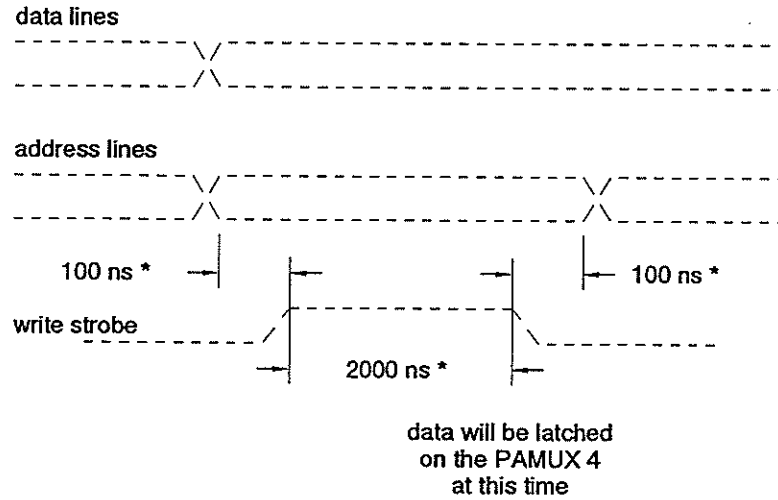 data lines
address lines
100 ns *
100 ns *
write strobe
2000 ns *
data will be latched
on the PAMUX 4
at this time